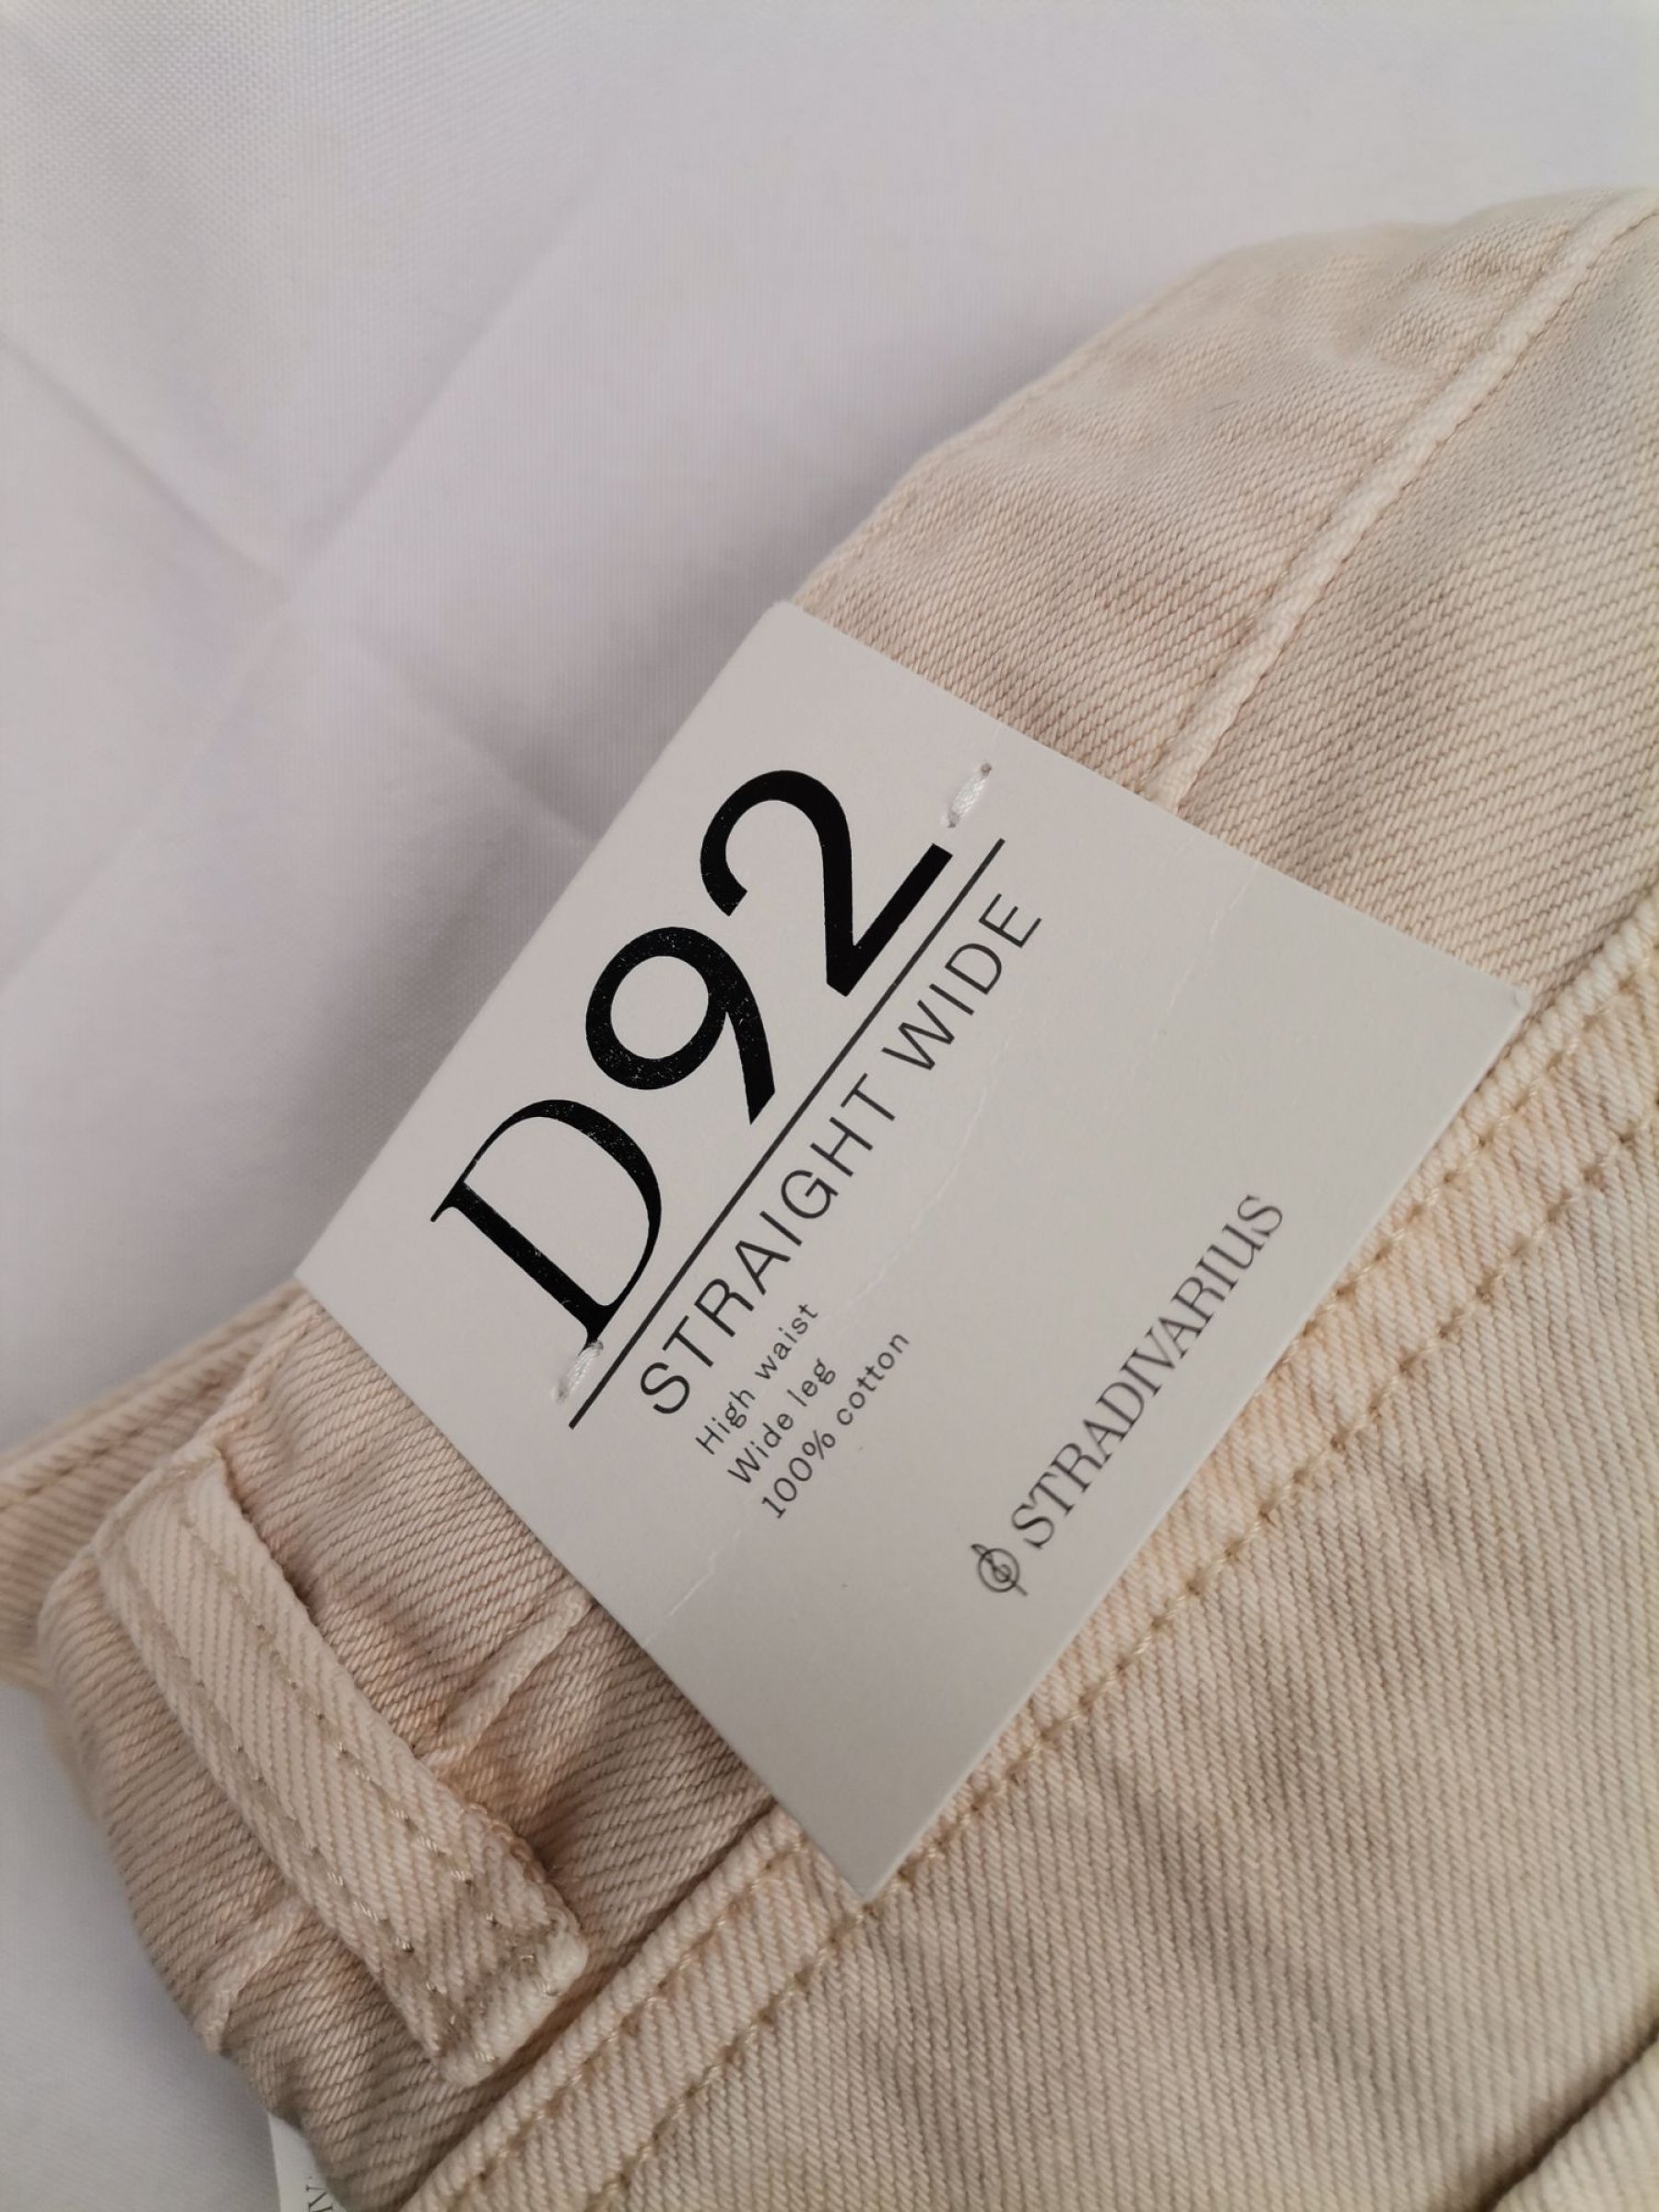 D92
STRAIGHT WIDE
High waist
Wide leg
100% cotton
STRADIVARIUS